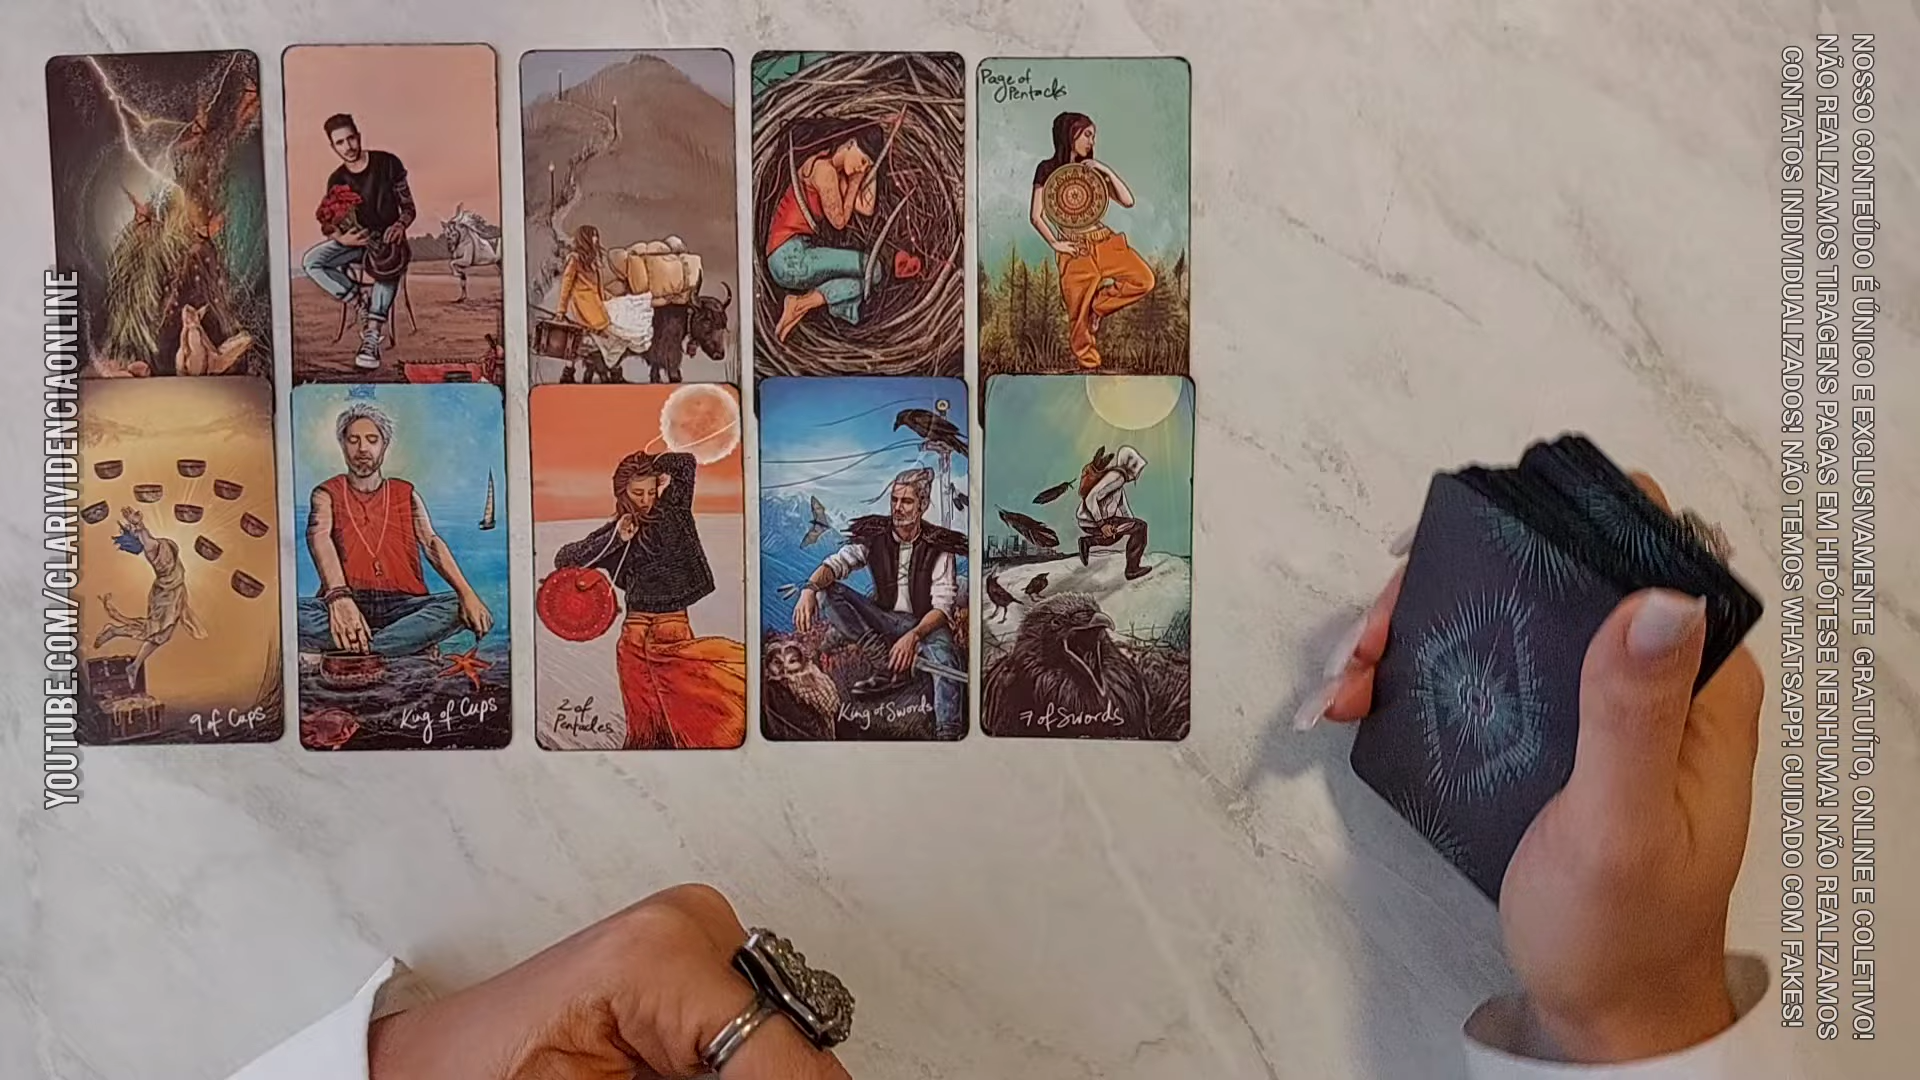 YOUTUBE.COM/CLARIVIDENCIAONLINE
Page of
Pentacls
9 of Cups
King of Cups
2 of
Pentacles
King of Swords
7 of Swords
NOSSO CONTEÚDO É ÚNICO E EXCLUSIVAMENTE GRATUÍTO, ONLINE E COLETIVO!
NÃO REALIZAMOS TIRAGENS PAGAS EM HIPÓTESE NENHUMA! NÃO REALIZAMOS
CONTATOS INDIVIDUALIZADOS! NÃO TEMOS WHATSAPP! CUIDADO COM FAKES!